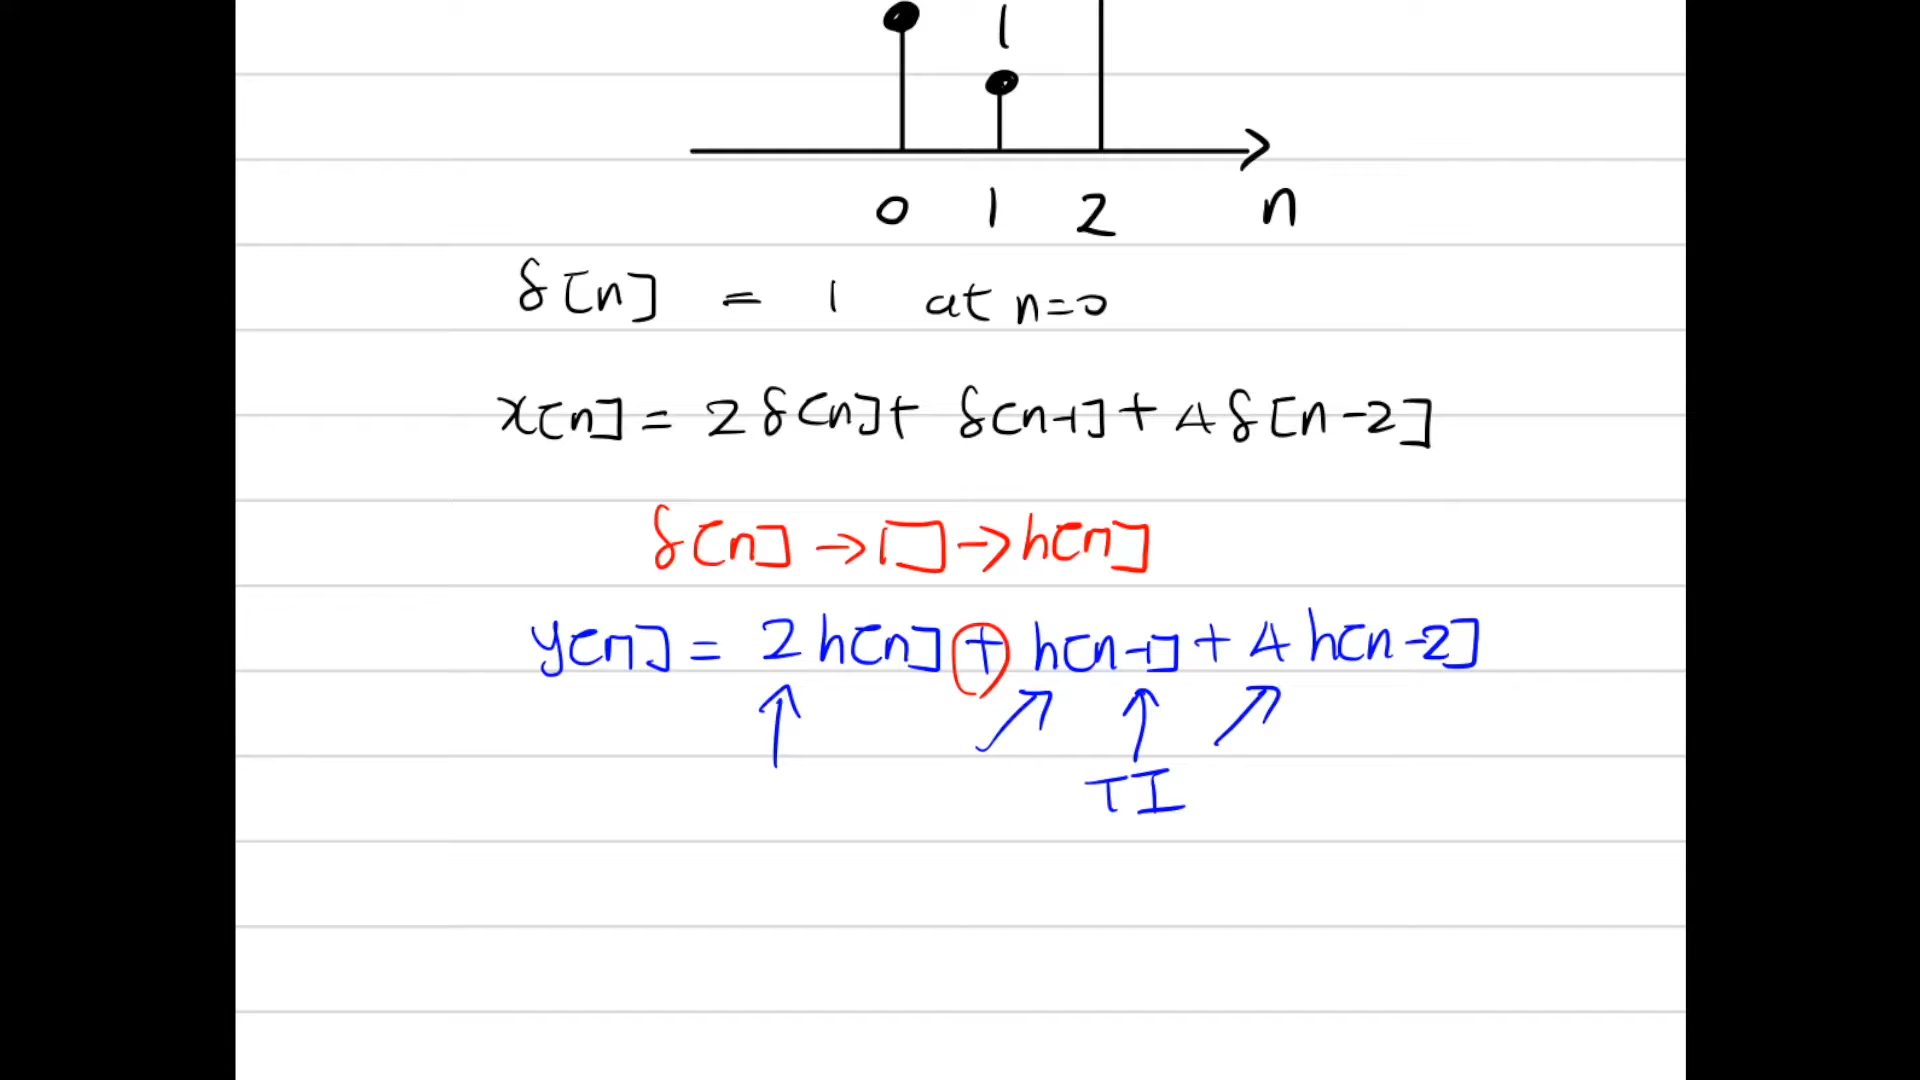 1
0 1 2 n
δ[n] = 1 at n=0
x[n] = 2δ[n] + δ[n-1] + 4δ[n-2]
δ[n] → □ → h[n]
y[n] = 2h[n] + h[n-1] + 4h[n-2]
TI